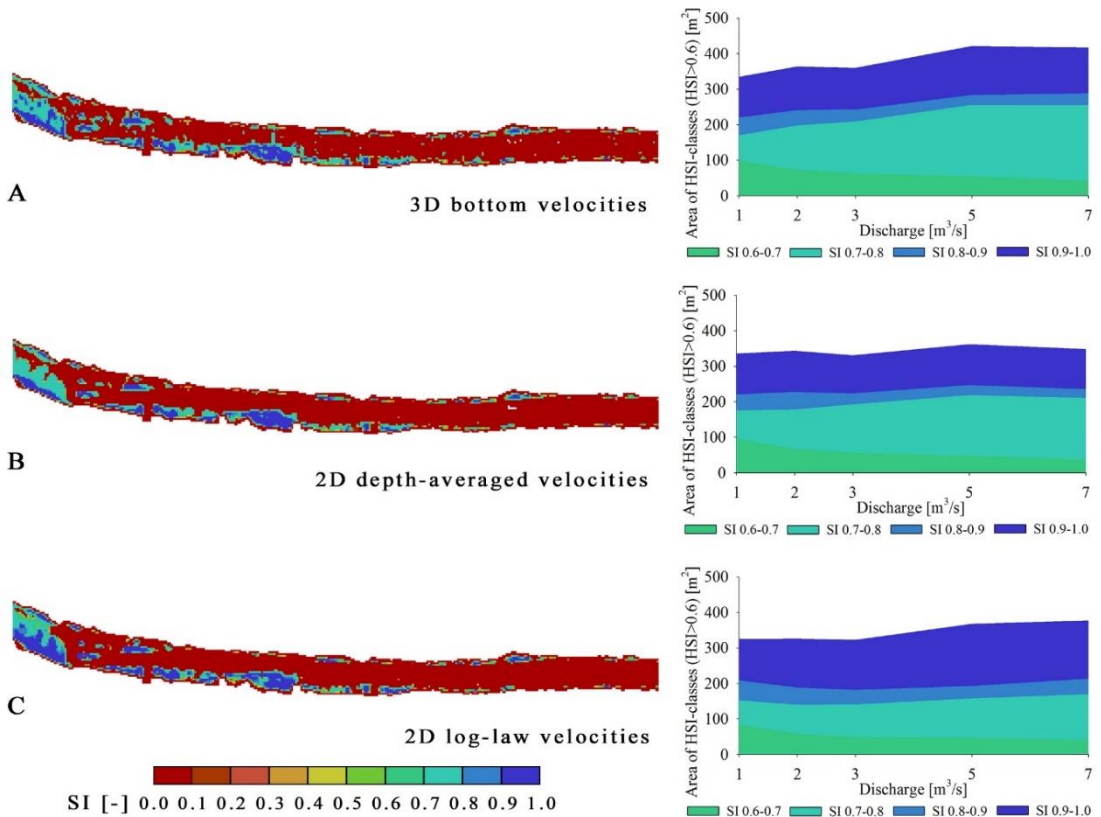 A
3D bottom velocities
Area of HSI-classes (HSI>0.6) [m²]
500
400
300
200
100
0
1 2 3 5 7
Discharge [m³/s]
SI 0.6-0.7 SI 0.7-0.8 SI 0.8-0.9 SI 0.9-1.0
B
2D depth-averaged velocities
Area of HSI-classes (HSI>0.6) [m²]
500
400
300
200
100
0
1 2 3 5 7
Discharge [m³/s]
SI 0.6-0.7 SI 0.7-0.8 SI 0.8-0.9 SI 0.9-1.0
C
2D log-law velocities
SI [-] 0.0 0.1 0.2 0.3 0.4 0.5 0.6 0.7 0.8 0.9 1.0
Area of HSI-classes (HSI>0.6) [m²]
500
400
300
200
100
0
1 2 3 5 7
Discharge [m³/s]
SI 0.6-0.7 SI 0.7-0.8 SI 0.8-0.9 SI 0.9-1.0